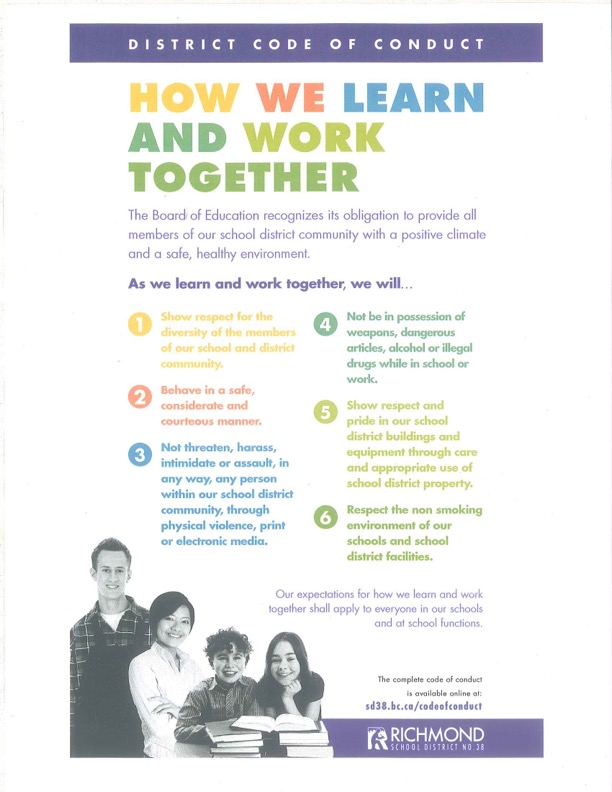 DISTRICT CODE OF CONDUCT
HOW WE LEARN
AND WORK
TOGETHER
The Board of Education recognizes its obligation to provide all
members of our school district community with a positive climate
and a safe, healthy environment.
As we learn and work together, we will...
1 Show respect for the
diversity of the members
of our school and district
community.
2 Behave in a safe,
considerate and
courteous manner.
3 Not threaten, harass,
intimidate or assault, in
any way, any person
within our school district
community, through
physical violence, print
or electronic media.
4 Not be in possession of
weapons, dangerous
articles, alcohol or illegal
drugs while in school or
work.
5 Show respect and
pride in our school
district buildings and
equipment through care
and appropriate use of
school district property.
6 Respect the non smoking
environment of our
schools and school
district facilities.
Our expectations for how we learn and work
together shall apply to everyone in our schools
and at school functions.
The complete code of conduct
is available online at:
sd38.bc.ca/codeofconduct
RICHMOND
SCHOOL DISTRICT NO.38